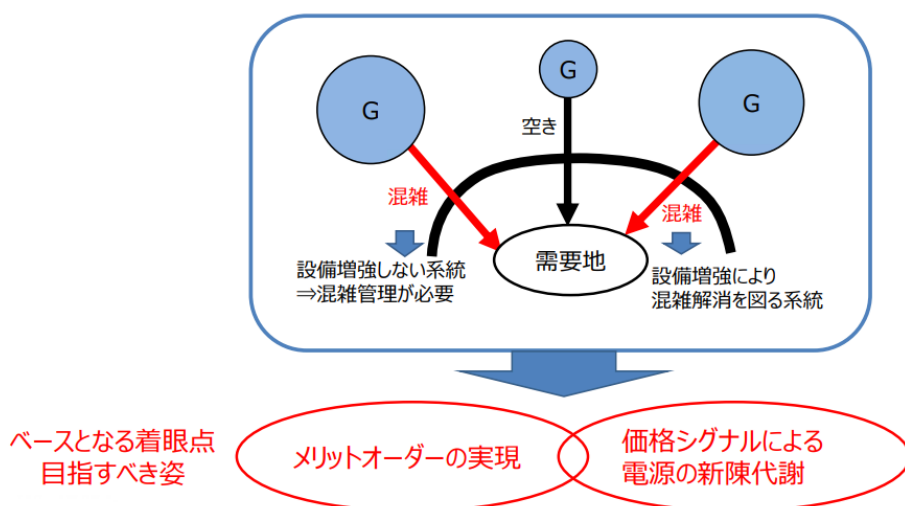 G
G
G
空き
混雑
混雑
需要地
設備増強しない系統
⇒混雑管理が必要
設備増強により
混雑解消を図る系統
ベースとなる着眼点
目指すべき姿
メリットオーダーの実現
価格シグナルによる
電源の新陳代謝